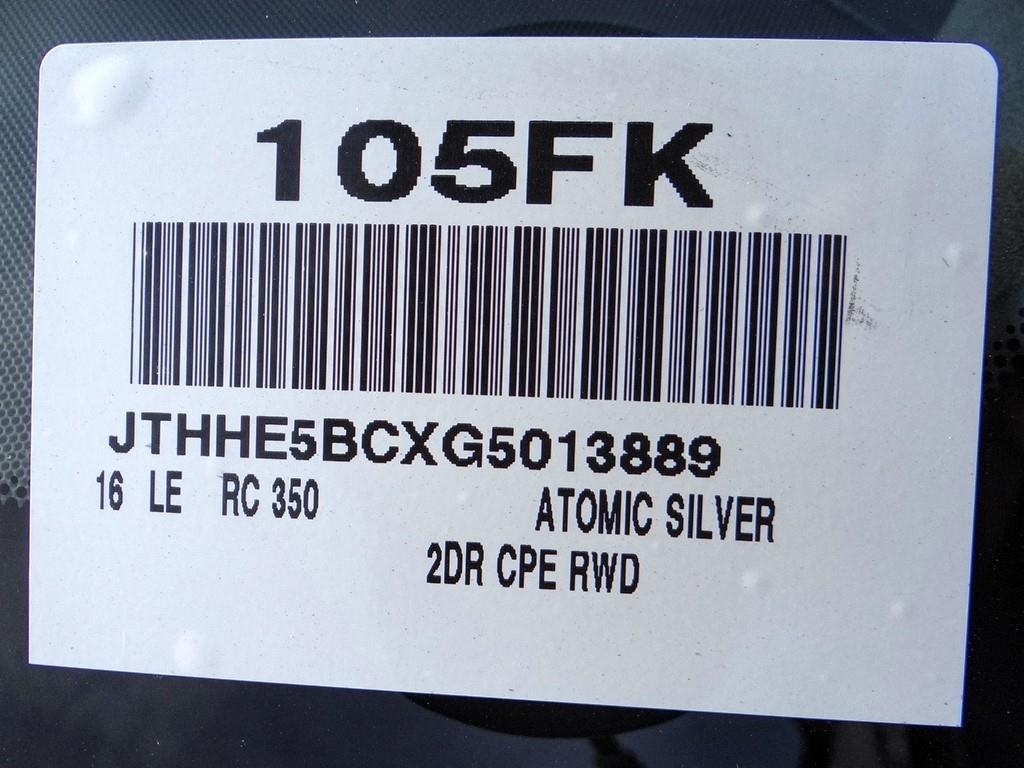 105FK
JTHHE5BCXG5013889
16 LE RC 350 ATOMIC SILVER
2DR CPE RWD